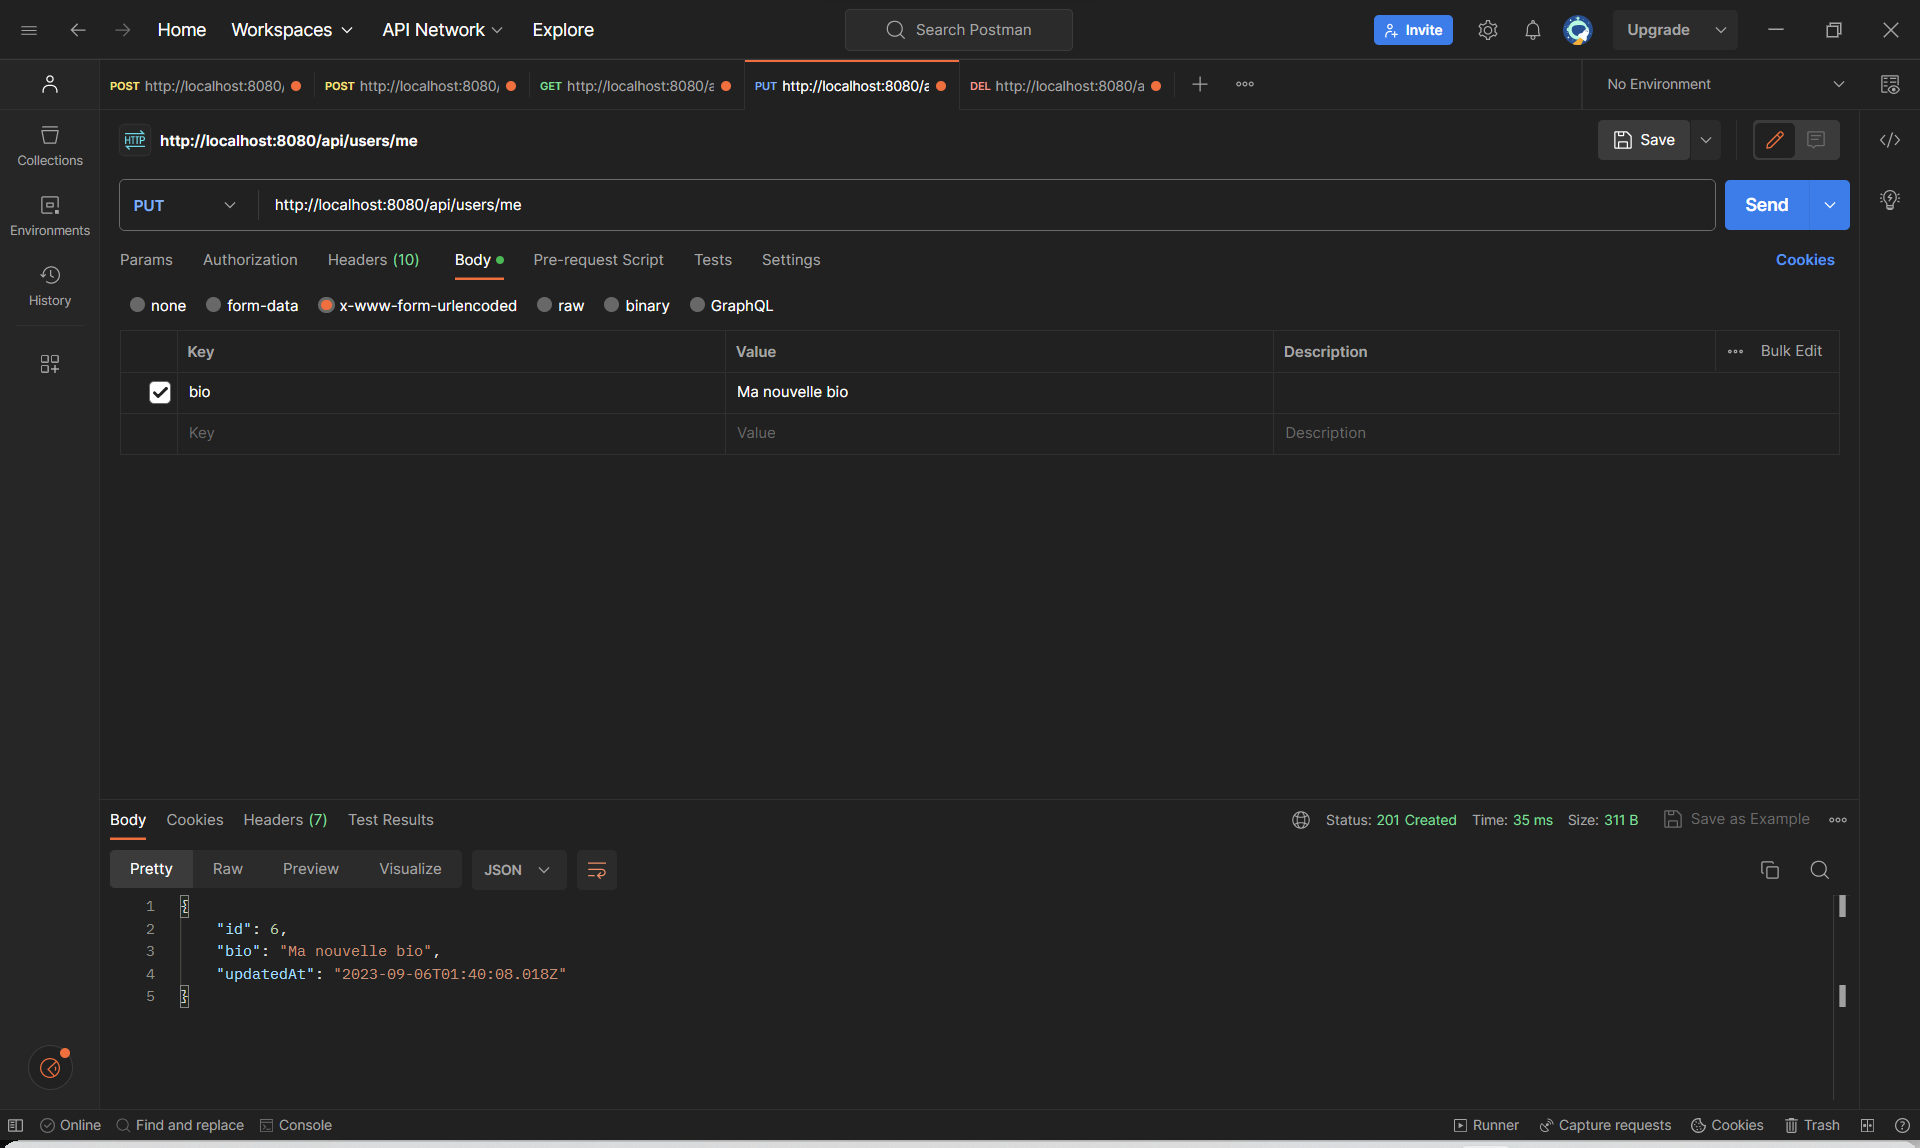 Home Workspaces API Network Explore Search Postman Invite Upgrade
POST http://localhost:8080/ POST http://localhost:8080/ GET http://localhost:8080/a PUT http://localhost:8080/a DEL http://localhost:8080/a No Environment
HTTP http://localhost:8080/api/users/me Save
Collections
PUT http://localhost:8080/api/users/me Send
Environments
Params Authorization Headers (10) Body Pre-request Script Tests Settings Cookies
History
none form-data x-www-form-urlencoded raw binary GraphQL
Key Value Description Bulk Edit
bio Ma nouvelle bio
Key Value Description
Body Cookies Headers (7) Test Results Status: 201 Created Time: 35 ms Size: 311 B Save as Example
Pretty Raw Preview Visualize JSON
1 {
2 "id": 6,
3 "bio": "Ma nouvelle bio",
4 "updatedAt": "2023-09-06T01:40:08.018Z"
5 }
Online Find and replace Console Runner Capture requests Cookies Trash